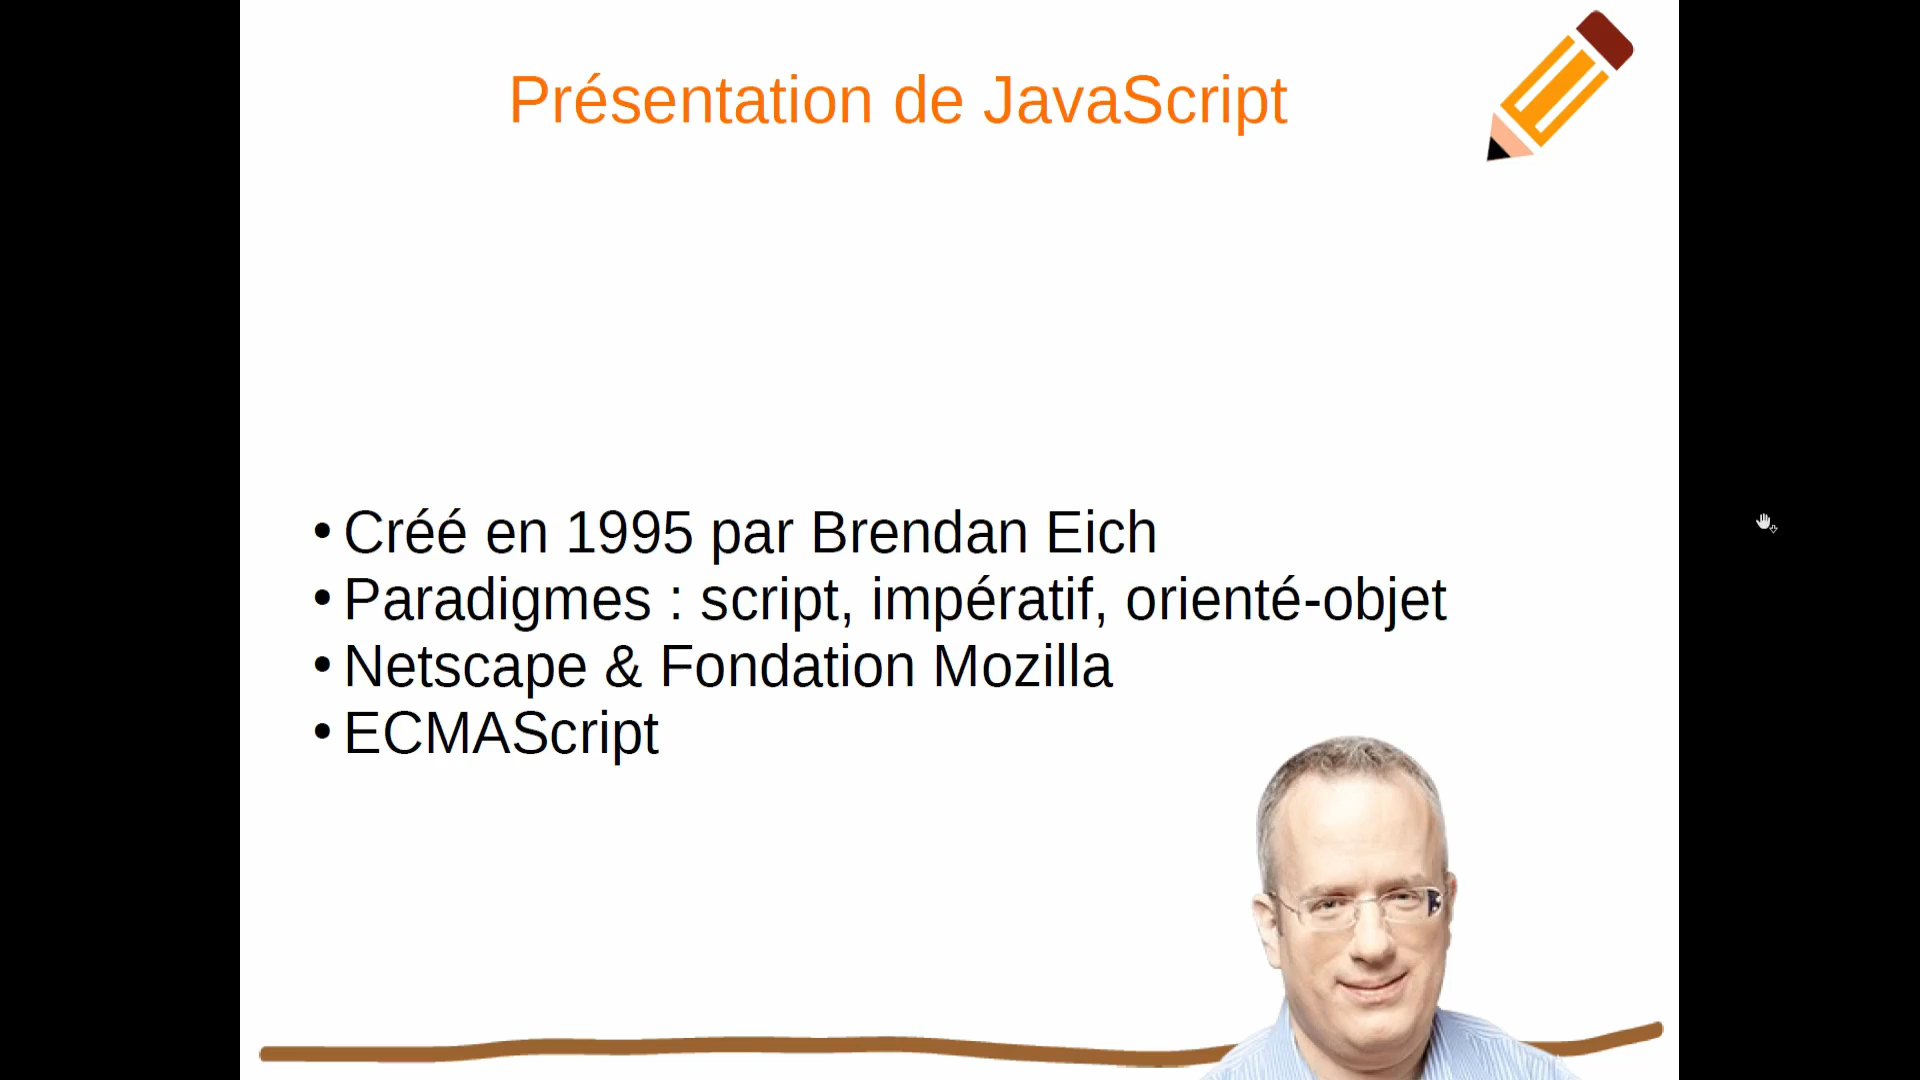 Présentation de JavaScript
• Créé en 1995 par Brendan Eich
• Paradigmes : script, impératif, orienté-objet
• Netscape & Fondation Mozilla
• ECMAScript